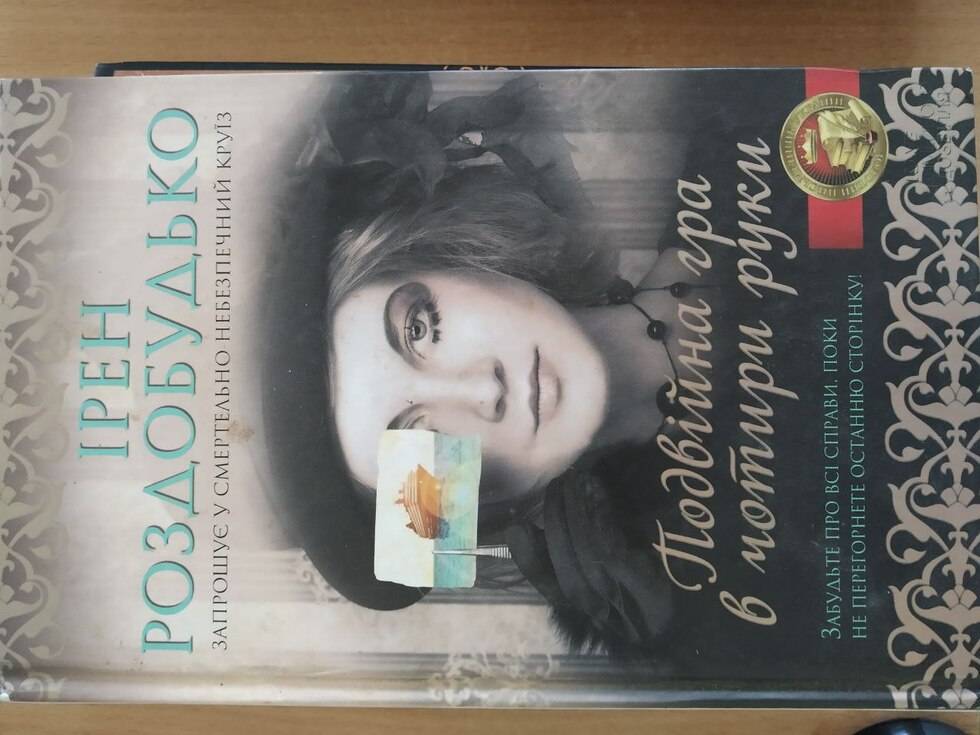 ІРЕН
РОЗДОБУДЬКО
ЗАПРОШУЄ У СМЕРТЕЛЬНО НЕБЕЗПЕЧНИЙ КРУЇЗ
Подвійна гра
в чотири руки
ЗАБУДЬТЕ ПРО ВСІ СПРАВИ, ПОКИ
НЕ ПЕРЕГОРНЕТЕ ОСТАННЮ СТОРІНКУ!